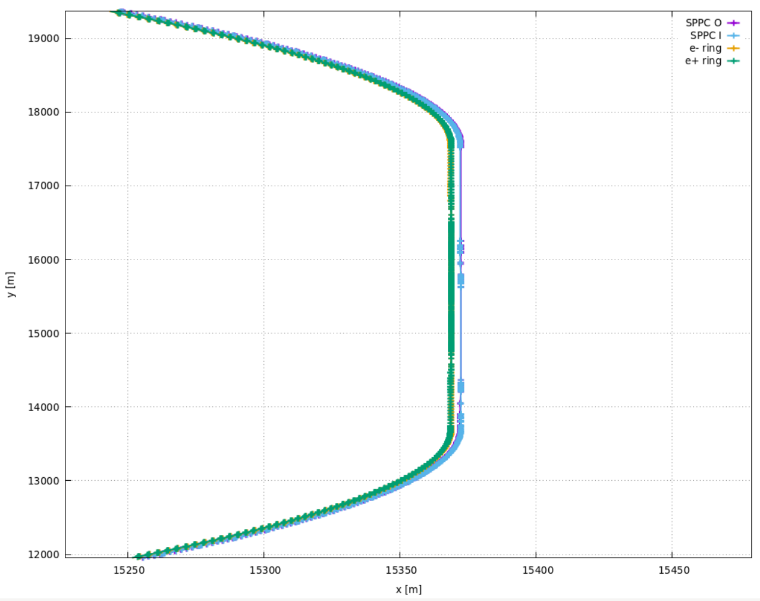 SPPC O
SPPC I
e- ring
e+ ring
19000
18000
17000
16000
15000
14000
13000
12000
y [m]
15250
15300
15350
15400
15450
x [m]